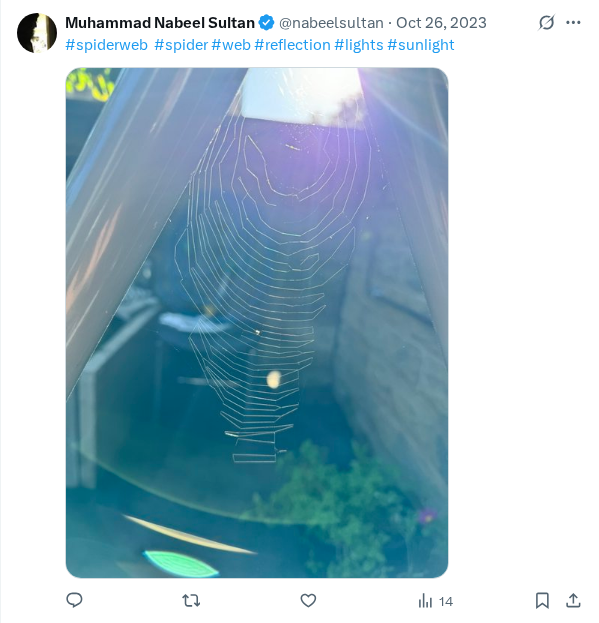 Muhammad Nabeel Sultan @nabeelsultan · Oct 26, 2023
#spiderweb #spider #web #reflection #lights #sunlight
14